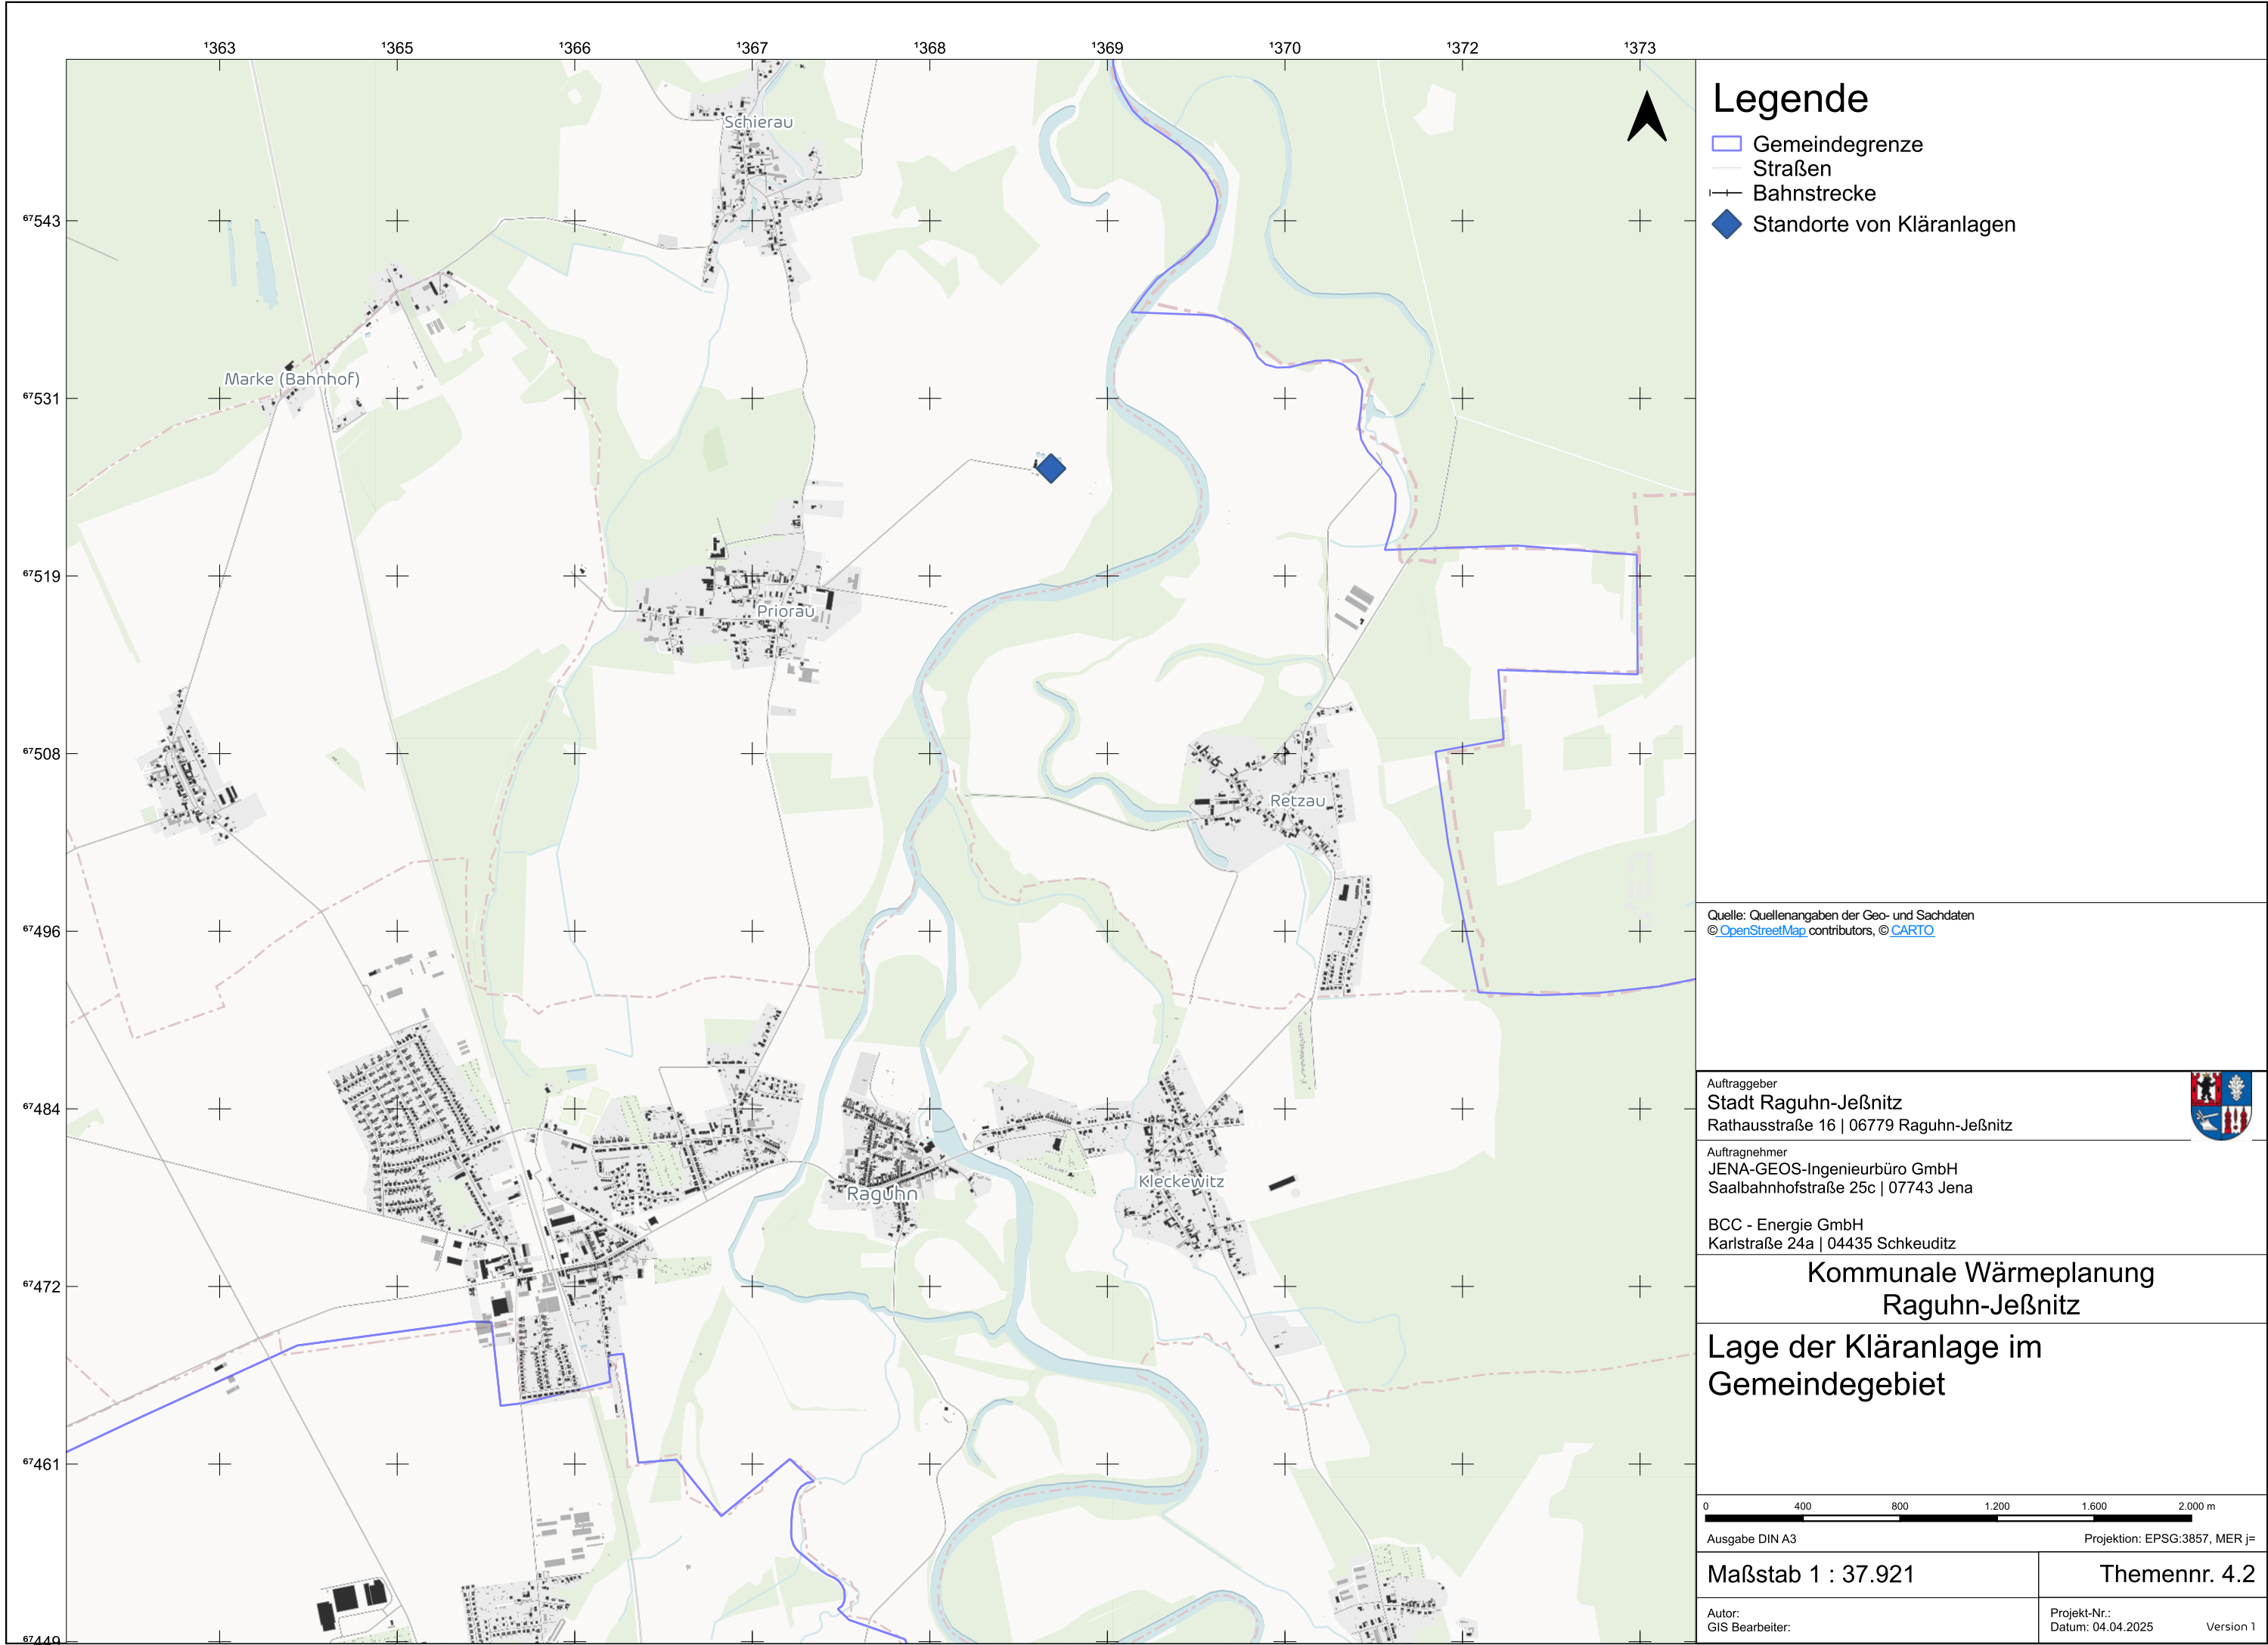 ¹363 ¹365 ¹366 ¹367 ¹368 ¹369 ¹370 ¹372 ¹373
⁶⁷543
⁶⁷531
⁶⁷519
⁶⁷508
⁶⁷496
⁶⁷484
⁶⁷472
⁶⁷461
⁶⁷449
Schierau
Marke (Bahnhof)
Priorau
Retzau
Raguhn
Kleckewitz
Legende
Gemeindegrenze
Straßen
Bahnstrecke
Standorte von Kläranlagen
Quelle: Quellenangaben der Geo- und Sachdaten
© OpenStreetMap contributors, © CARTO
Auftraggeber
Stadt Raguhn-Jeßnitz
Rathausstraße 16 | 06779 Raguhn-Jeßnitz
Auftragnehmer
JENA-GEOS-Ingenieurbüro GmbH
Saalbahnhofstraße 25c | 07743 Jena
BCC - Energie GmbH
Karlstraße 24a | 04435 Schkeuditz
Kommunale Wärmeplanung
Raguhn-Jeßnitz
Lage der Kläranlage im
Gemeindegebiet
0 400 800 1.200 1.600 2.000 m
Ausgabe DIN A3 Projektion: EPSG:3857, MER j=
Maßstab 1 : 37.921 Themennr. 4.2
Autor:
GIS Bearbeiter:
Projekt-Nr.:
Datum: 04.04.2025 Version 1